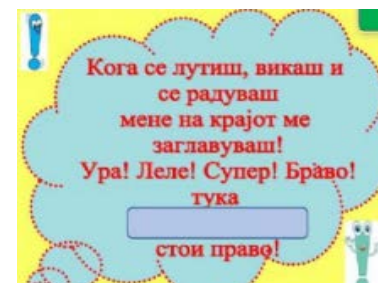 Кога се лутиш, викаш и
се радуваш
мене на крајот ме
заглавуваш!
Ура! Леле! Супер! Браво!
тука
стои право!